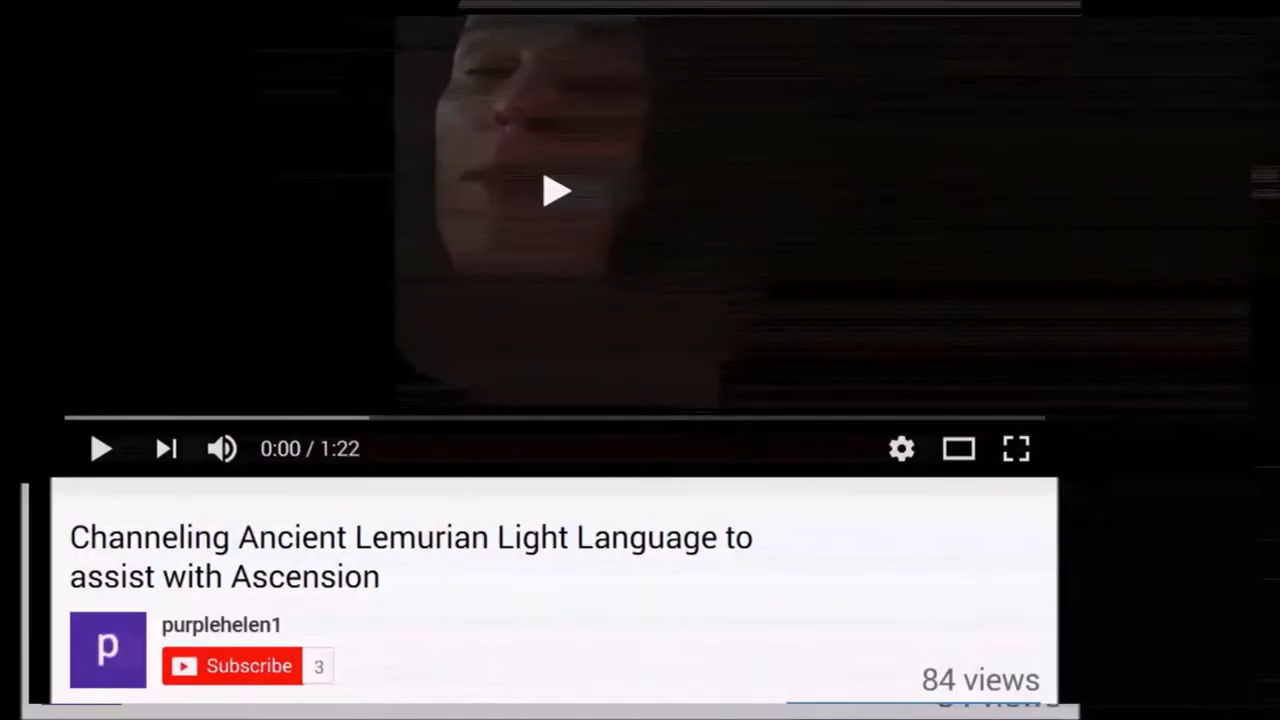 0:00 / 1:22
Channeling Ancient Lemurian Light Language to
assist with Ascension
p
purplehelen1
Subscribe 3
84 views